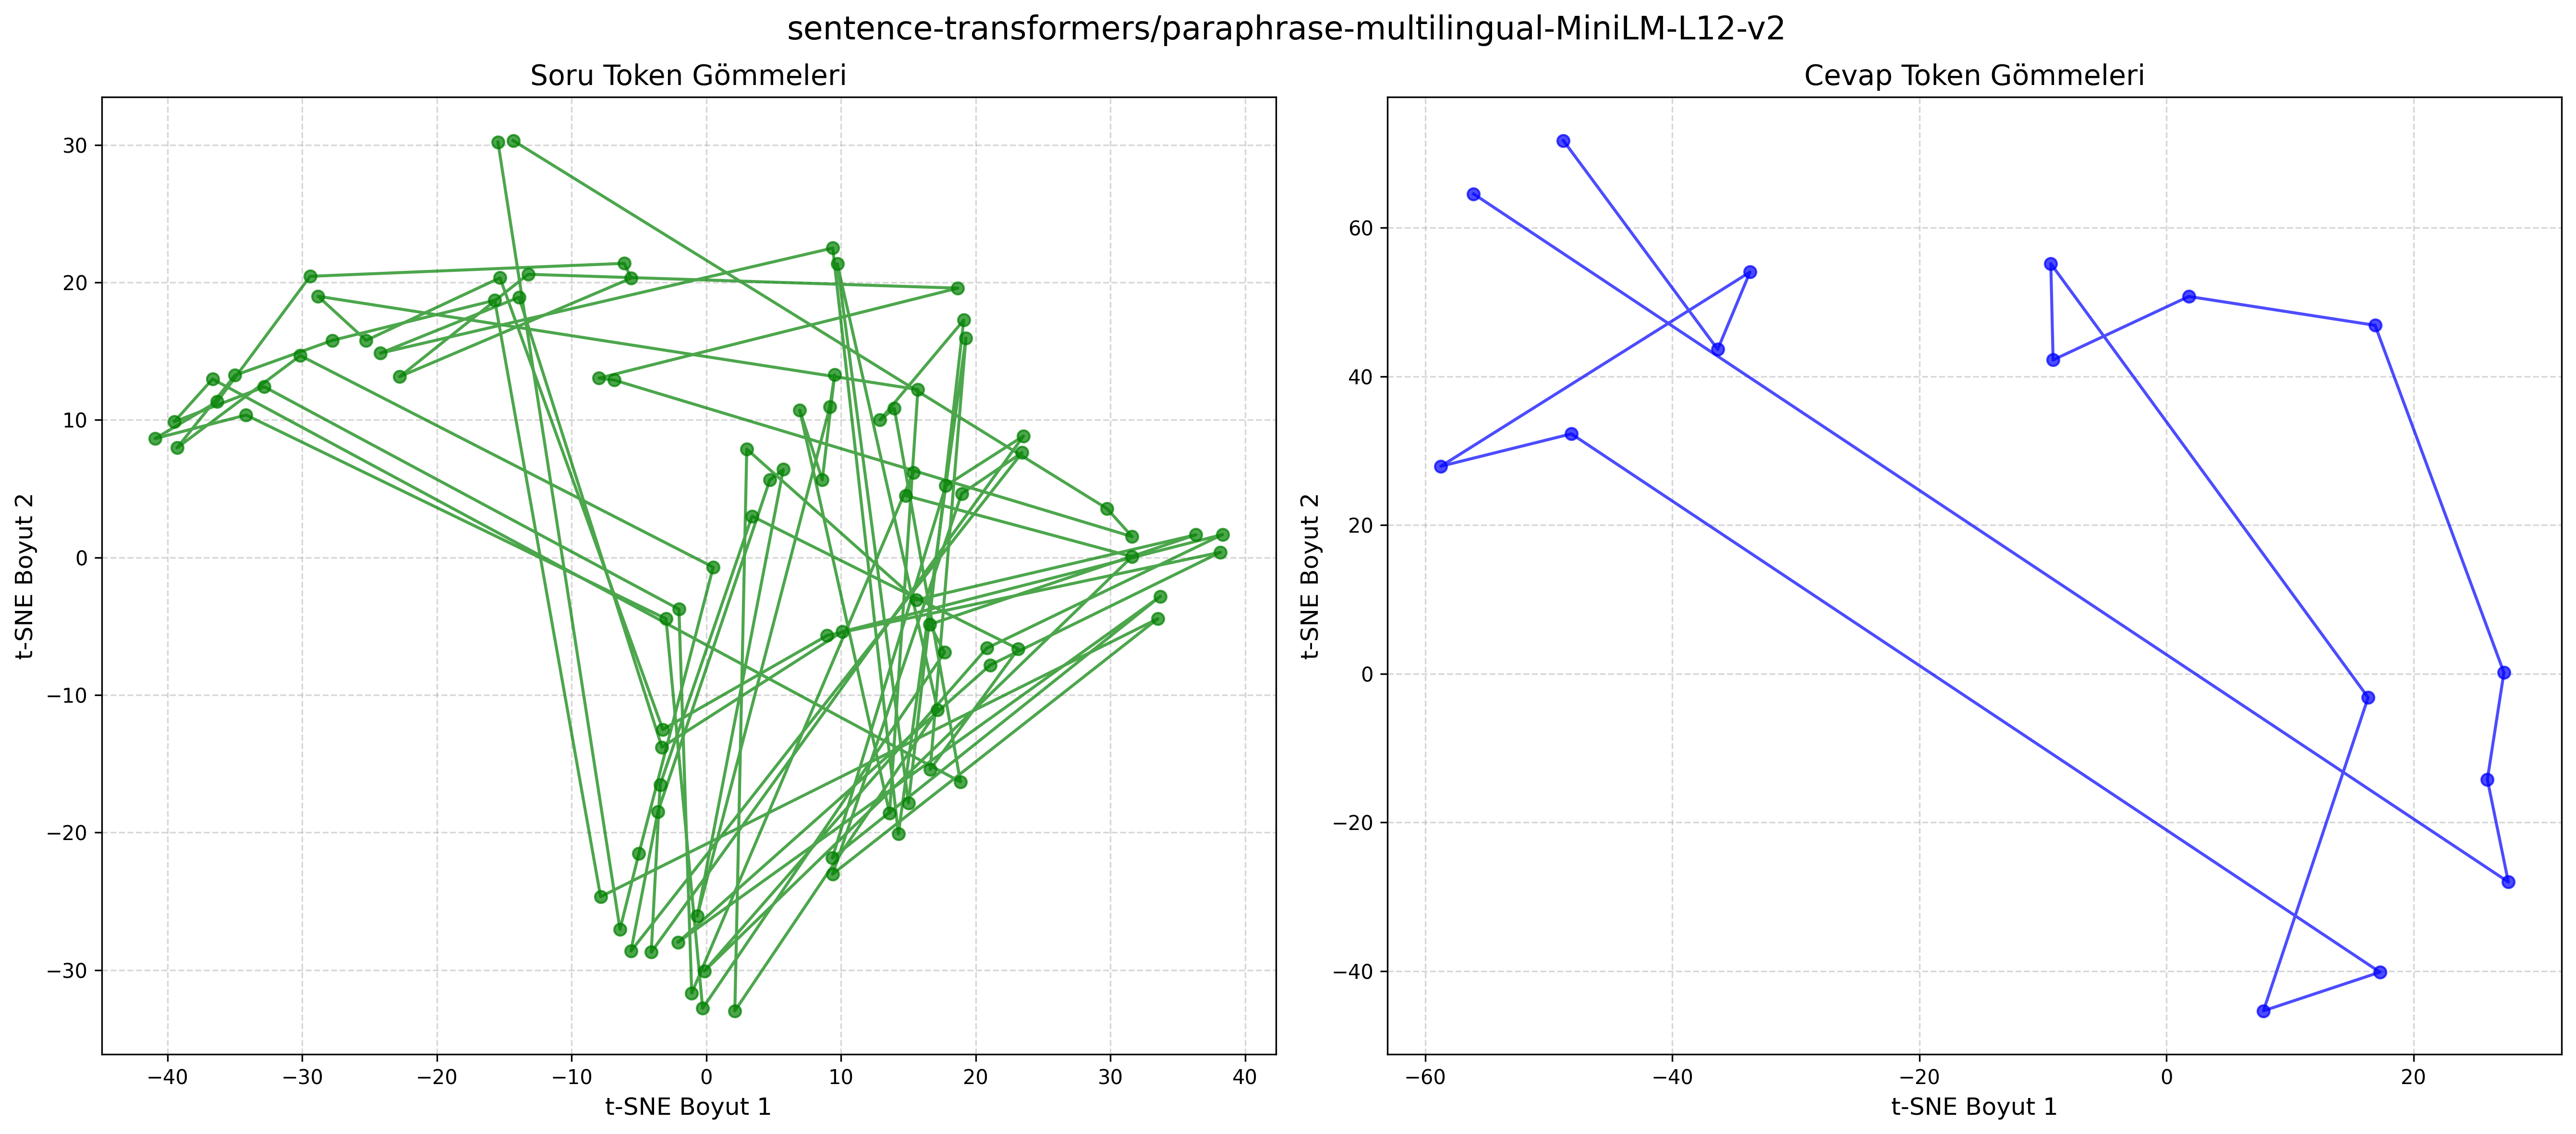 sentence-transformers/paraphrase-multilingual-MiniLM-L12-v2
Soru Token Gömmeleri
Cevap Token Gömmeleri
30
20
10
0
−10
−20
−30
t-SNE Boyut 2
−40 −30 −20 −10 0 10 20 30 40
t-SNE Boyut 1
60
40
20
0
−20
−40
t-SNE Boyut 2
−60 −40 −20 0 20
t-SNE Boyut 1